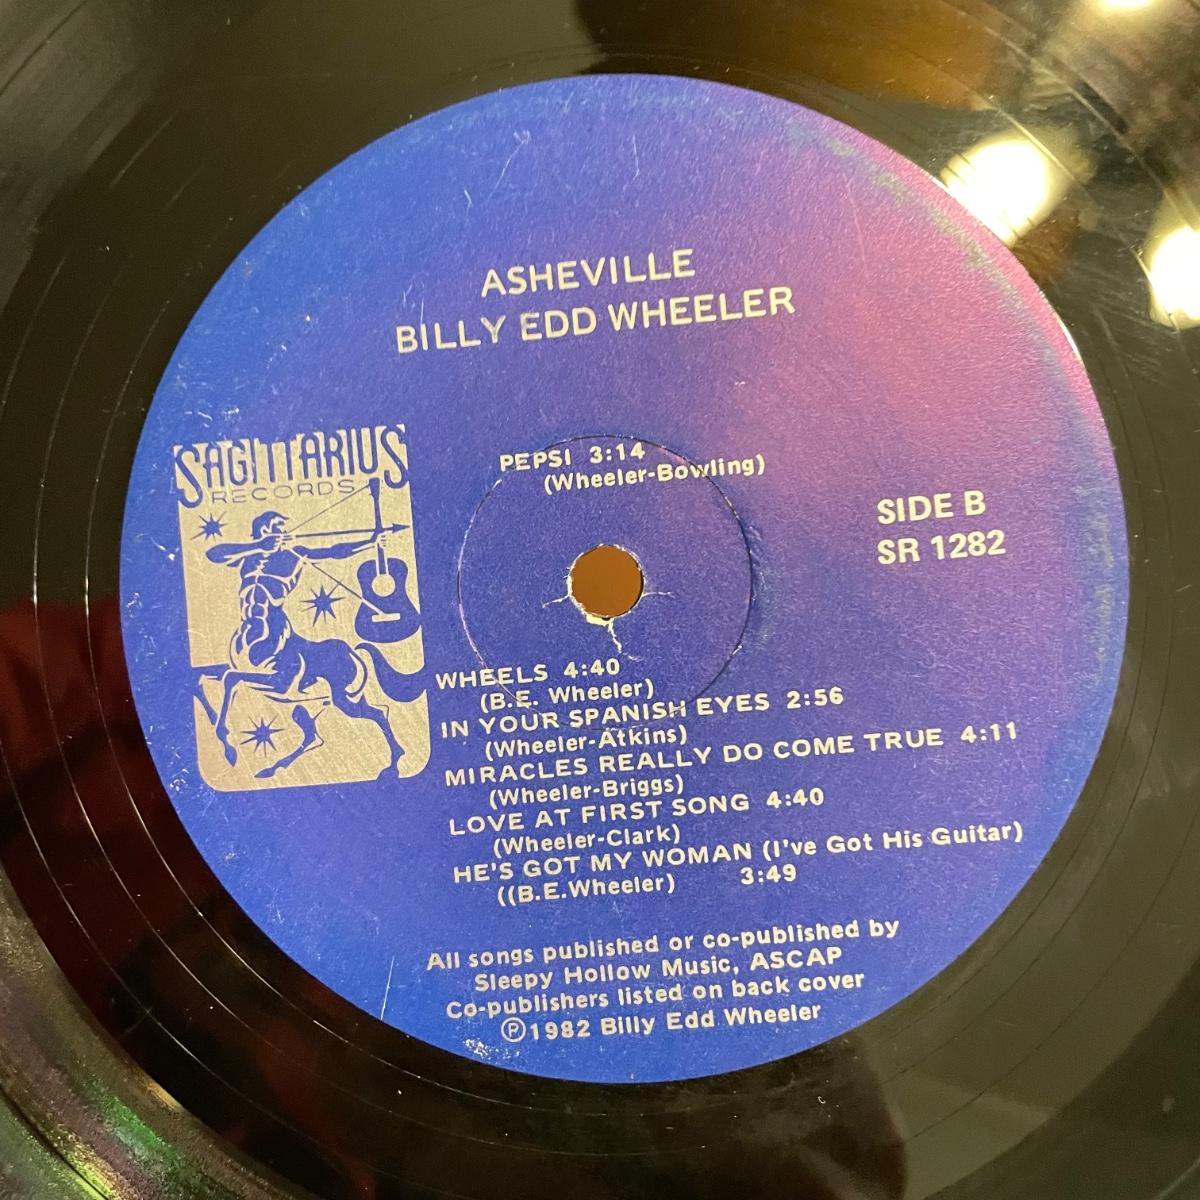 ASHEVILLE
BILLY EDD WHEELER
SAGITTARIUS
RECORDS
PEPSI 3:14
(Wheeler-Bowling)
SIDE B
SR 1282
WHEELS 4:40
(B.E. Wheeler)
IN YOUR SPANISH EYES 2:56
(Wheeler-Atkins)
MIRACLES REALLY DO COME TRUE 4:11
(Wheeler-Briggs)
LOVE AT FIRST SONG 4:40
(Wheeler-Clark)
HE'S GOT MY WOMAN (I've Got His Guitar)
((B.E.Wheeler) 3:49
All songs published or co-published by
Sleepy Hollow Music, ASCAP
Co-publishers listed on back cover
℗1982 Billy Edd Wheeler